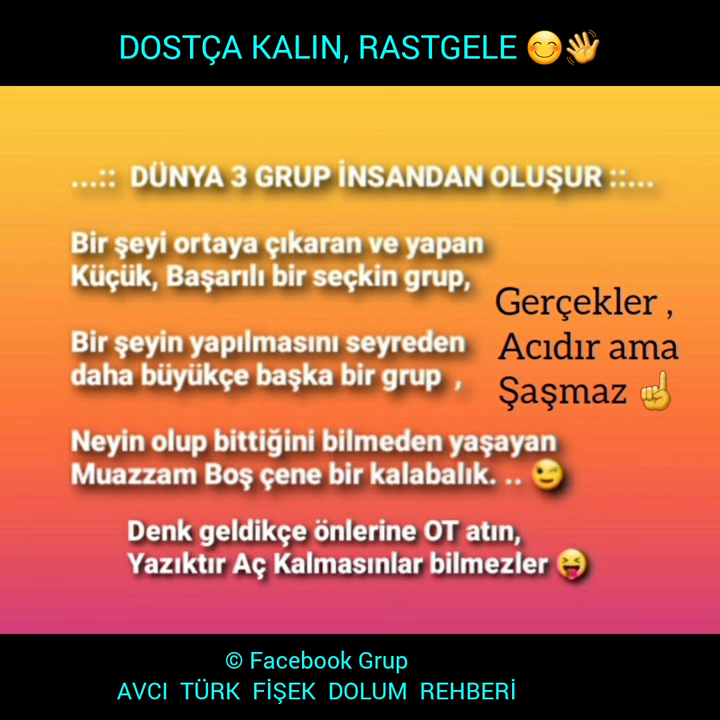 DOSTÇA KALIN, RASTGELE 😊👋
...:: DÜNYA 3 GRUP İNSANDAN OLUŞUR ::...
Bir şeyi ortaya çıkaran ve yapan
Küçük, Başarılı bir seçkin grup,
Bir şeyin yapılmasını seyreden
daha büyükçe başka bir grup ,
Gerçekler ,
Acıdır ama
Şaşmaz ☝
Neyin olup bittiğini bilmeden yaşayan
Muazzam Boş çene bir kalabalık. .. 😉
Denk geldikçe önlerine OT atın,
Yazıktır Aç Kalmasınlar bilmezler 😝
© Facebook Grup
AVCI TÜRK FİŞEK DOLUM REHBERİ